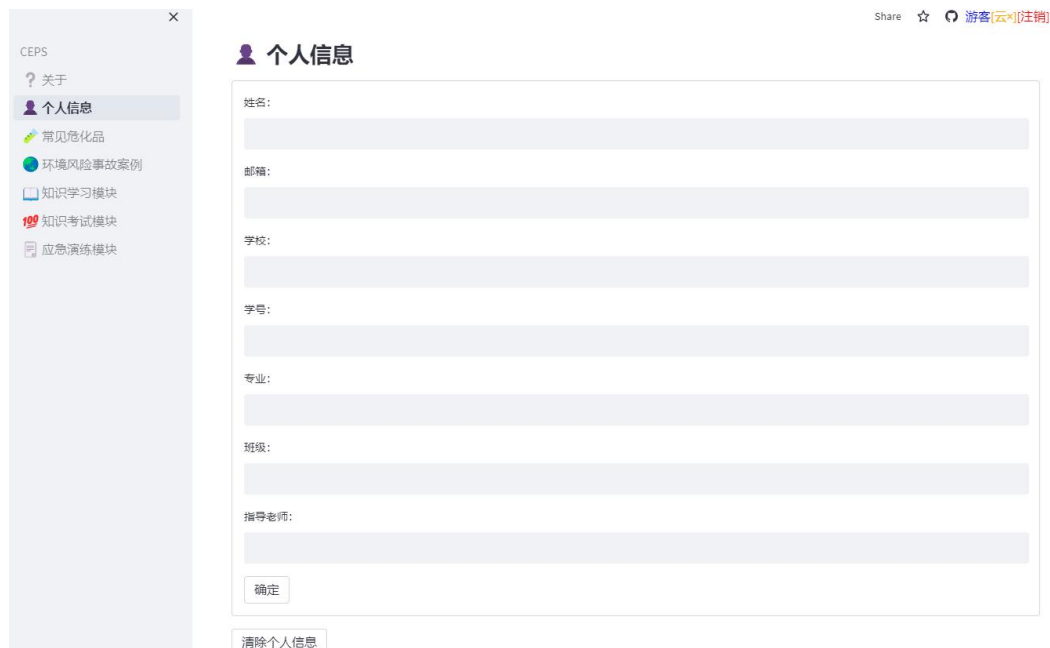 Share 游客[云×][注销]
CEPS
关于
个人信息
常见危化品
环境风险事故案例
知识学习模块
知识考试模块
应急演练模块
个人信息
姓名：
邮箱：
学校：
学号：
专业：
班级：
指导老师：
确定
清除个人信息